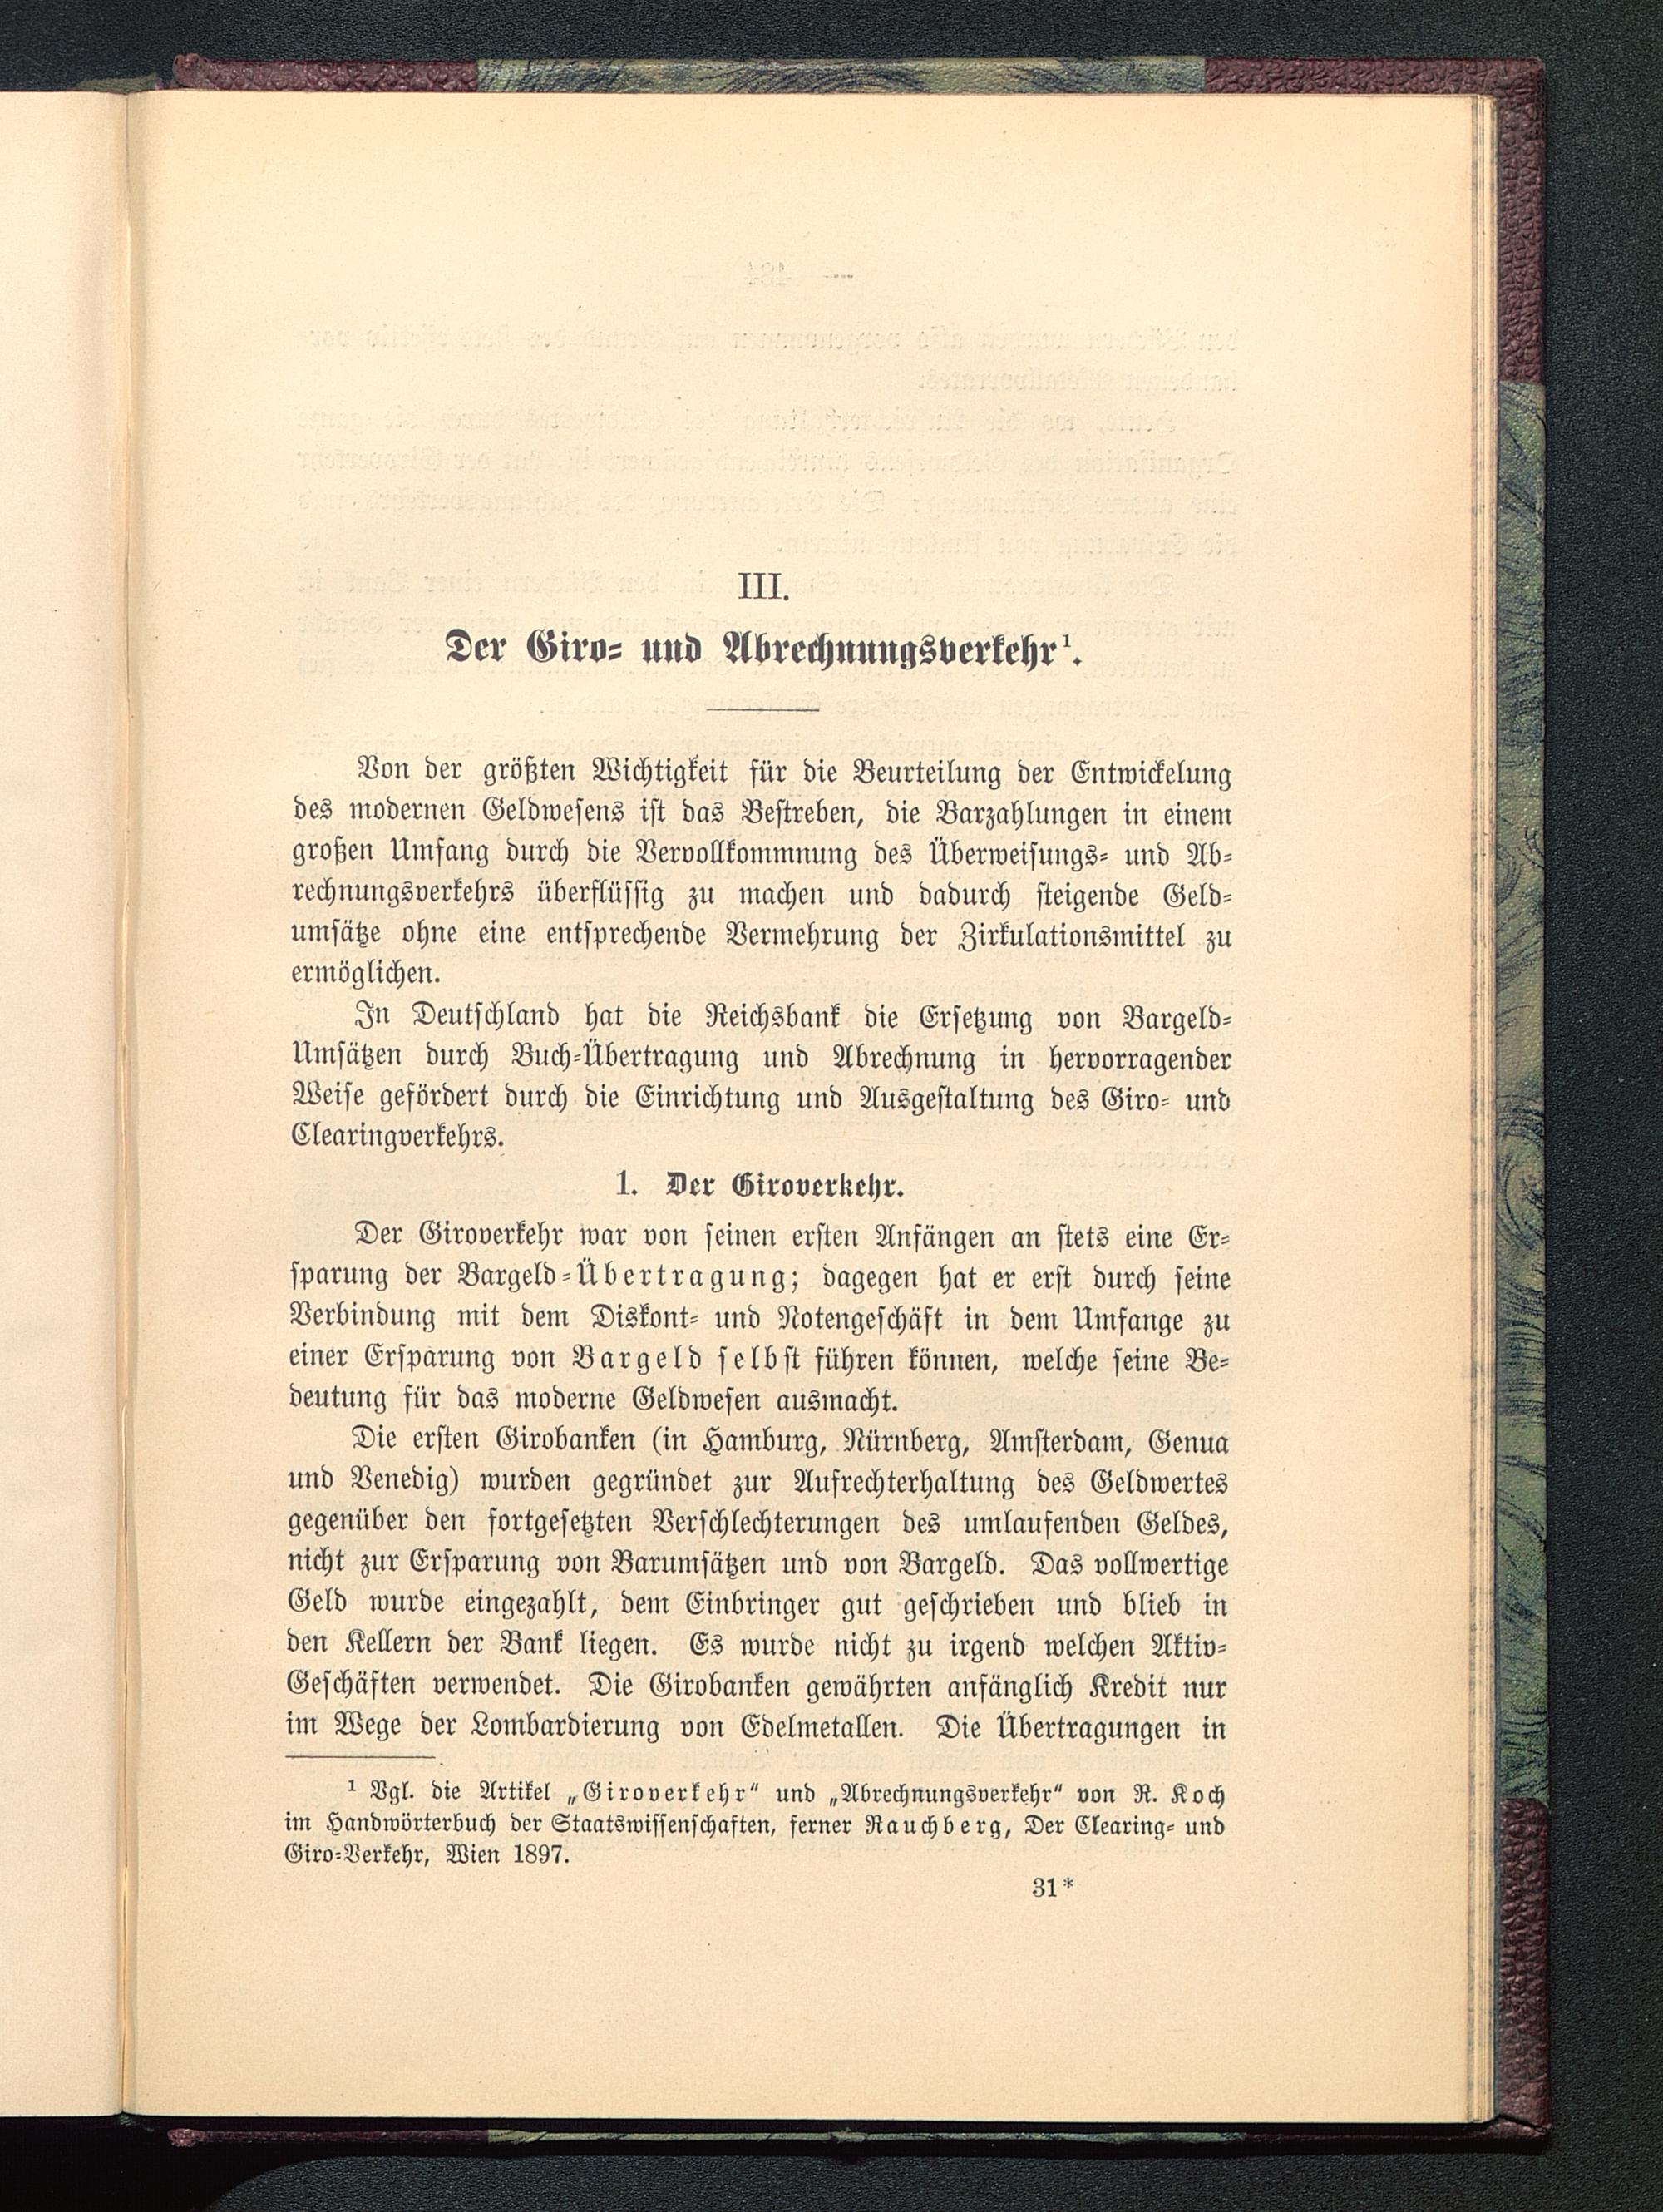 III.
Der Giro- und Abrechnungsverkehr¹.
Von der größten Wichtigkeit für die Beurteilung der Entwickelung
des modernen Geldwesens ist das Bestreben, die Barzahlungen in einem
großen Umfang durch die Vervollkommnung des Überweisungs- und Ab-
rechnungsverkehrs überflüssig zu machen und dadurch steigende Geld-
umsätze ohne eine entsprechende Vermehrung der Zirkulationsmittel zu
ermöglichen.
In Deutschland hat die Reichsbank die Ersetzung von Bargeld-
Umsätzen durch Buch-Übertragung und Abrechnung in hervorragender
Weise gefördert durch die Einrichtung und Ausgestaltung des Giro- und
Clearingverkehrs.
1. Der Giroverkehr.
Der Giroverkehr war von seinen ersten Anfängen an stets eine Er-
sparung der Bargeld-Übertragung; dagegen hat er erst durch seine
Verbindung mit dem Diskont- und Notengeschäft in dem Umfange zu
einer Ersparung von Bargeld selbst führen können, welche seine Be-
deutung für das moderne Geldwesen ausmacht.
Die ersten Girobanken (in Hamburg, Nürnberg, Amsterdam, Genua
und Venedig) wurden gegründet zur Aufrechterhaltung des Geldwertes
gegenüber den fortgesetzten Verschlechterungen des umlaufenden Geldes,
nicht zur Ersparung von Barumsätzen und von Bargeld. Das vollwertige
Geld wurde eingezahlt, dem Einbringer gut geschrieben und blieb in
den Kellern der Bank liegen. Es wurde nicht zu irgend welchen Aktiv-
Geschäften verwendet. Die Girobanken gewährten anfänglich Kredit nur
im Wege der Lombardierung von Edelmetallen. Die Übertragungen in
¹ Vgl. die Artikel „Giroverkehr“ und „Abrechnungsverkehr“ von R. Koch
im Handwörterbuch der Staatswissenschaften, ferner Rauchberg, Der Clearing- und
Giro-Verkehr, Wien 1897.
31*